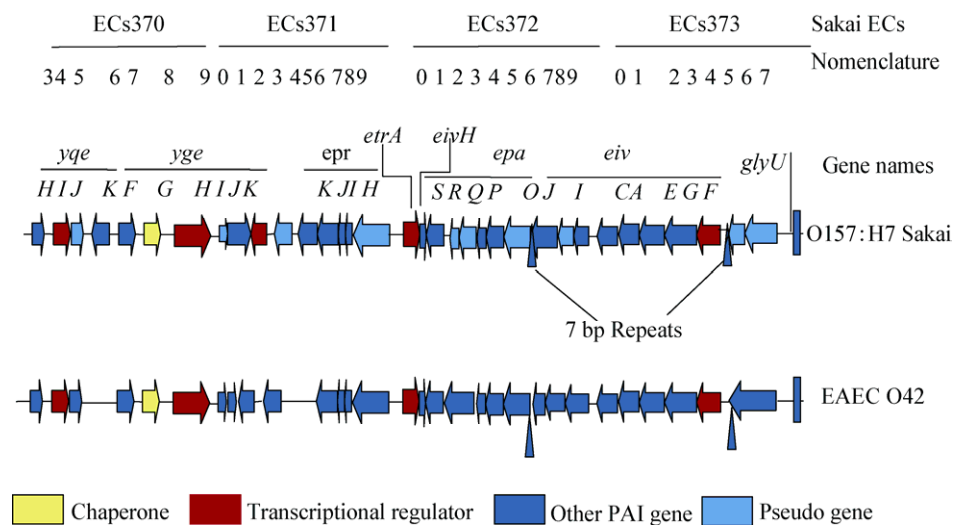 ECs370 ECs371 ECs372 ECs373 Sakai ECs
Nomenclature
34 5 6 7 8 9 0 1 2 3 456 789 0 1 2 3 4 5 6 789 0 1 2 3 4 5 6 7
etrA eivH
yqe yge epr epa eiv glyU Gene names
H I J K F G H I J K K JI H S R Q P O J I C A E G F
O157:H7 Sakai
7 bp Repeats
EAEC O42
Chaperone Transcriptional regulator Other PAI gene Pseudo gene